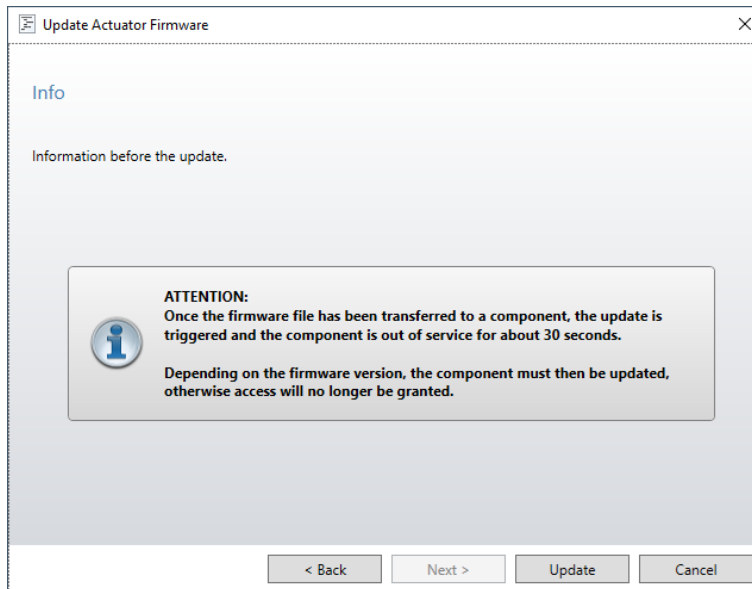 Update Actuator Firmware
Info
Information before the update.
ATTENTION:
Once the firmware file has been transferred to a component, the update is
triggered and the component is out of service for about 30 seconds.
Depending on the firmware version, the component must then be updated,
otherwise access will no longer be granted.
< Back
Next >
Update
Cancel